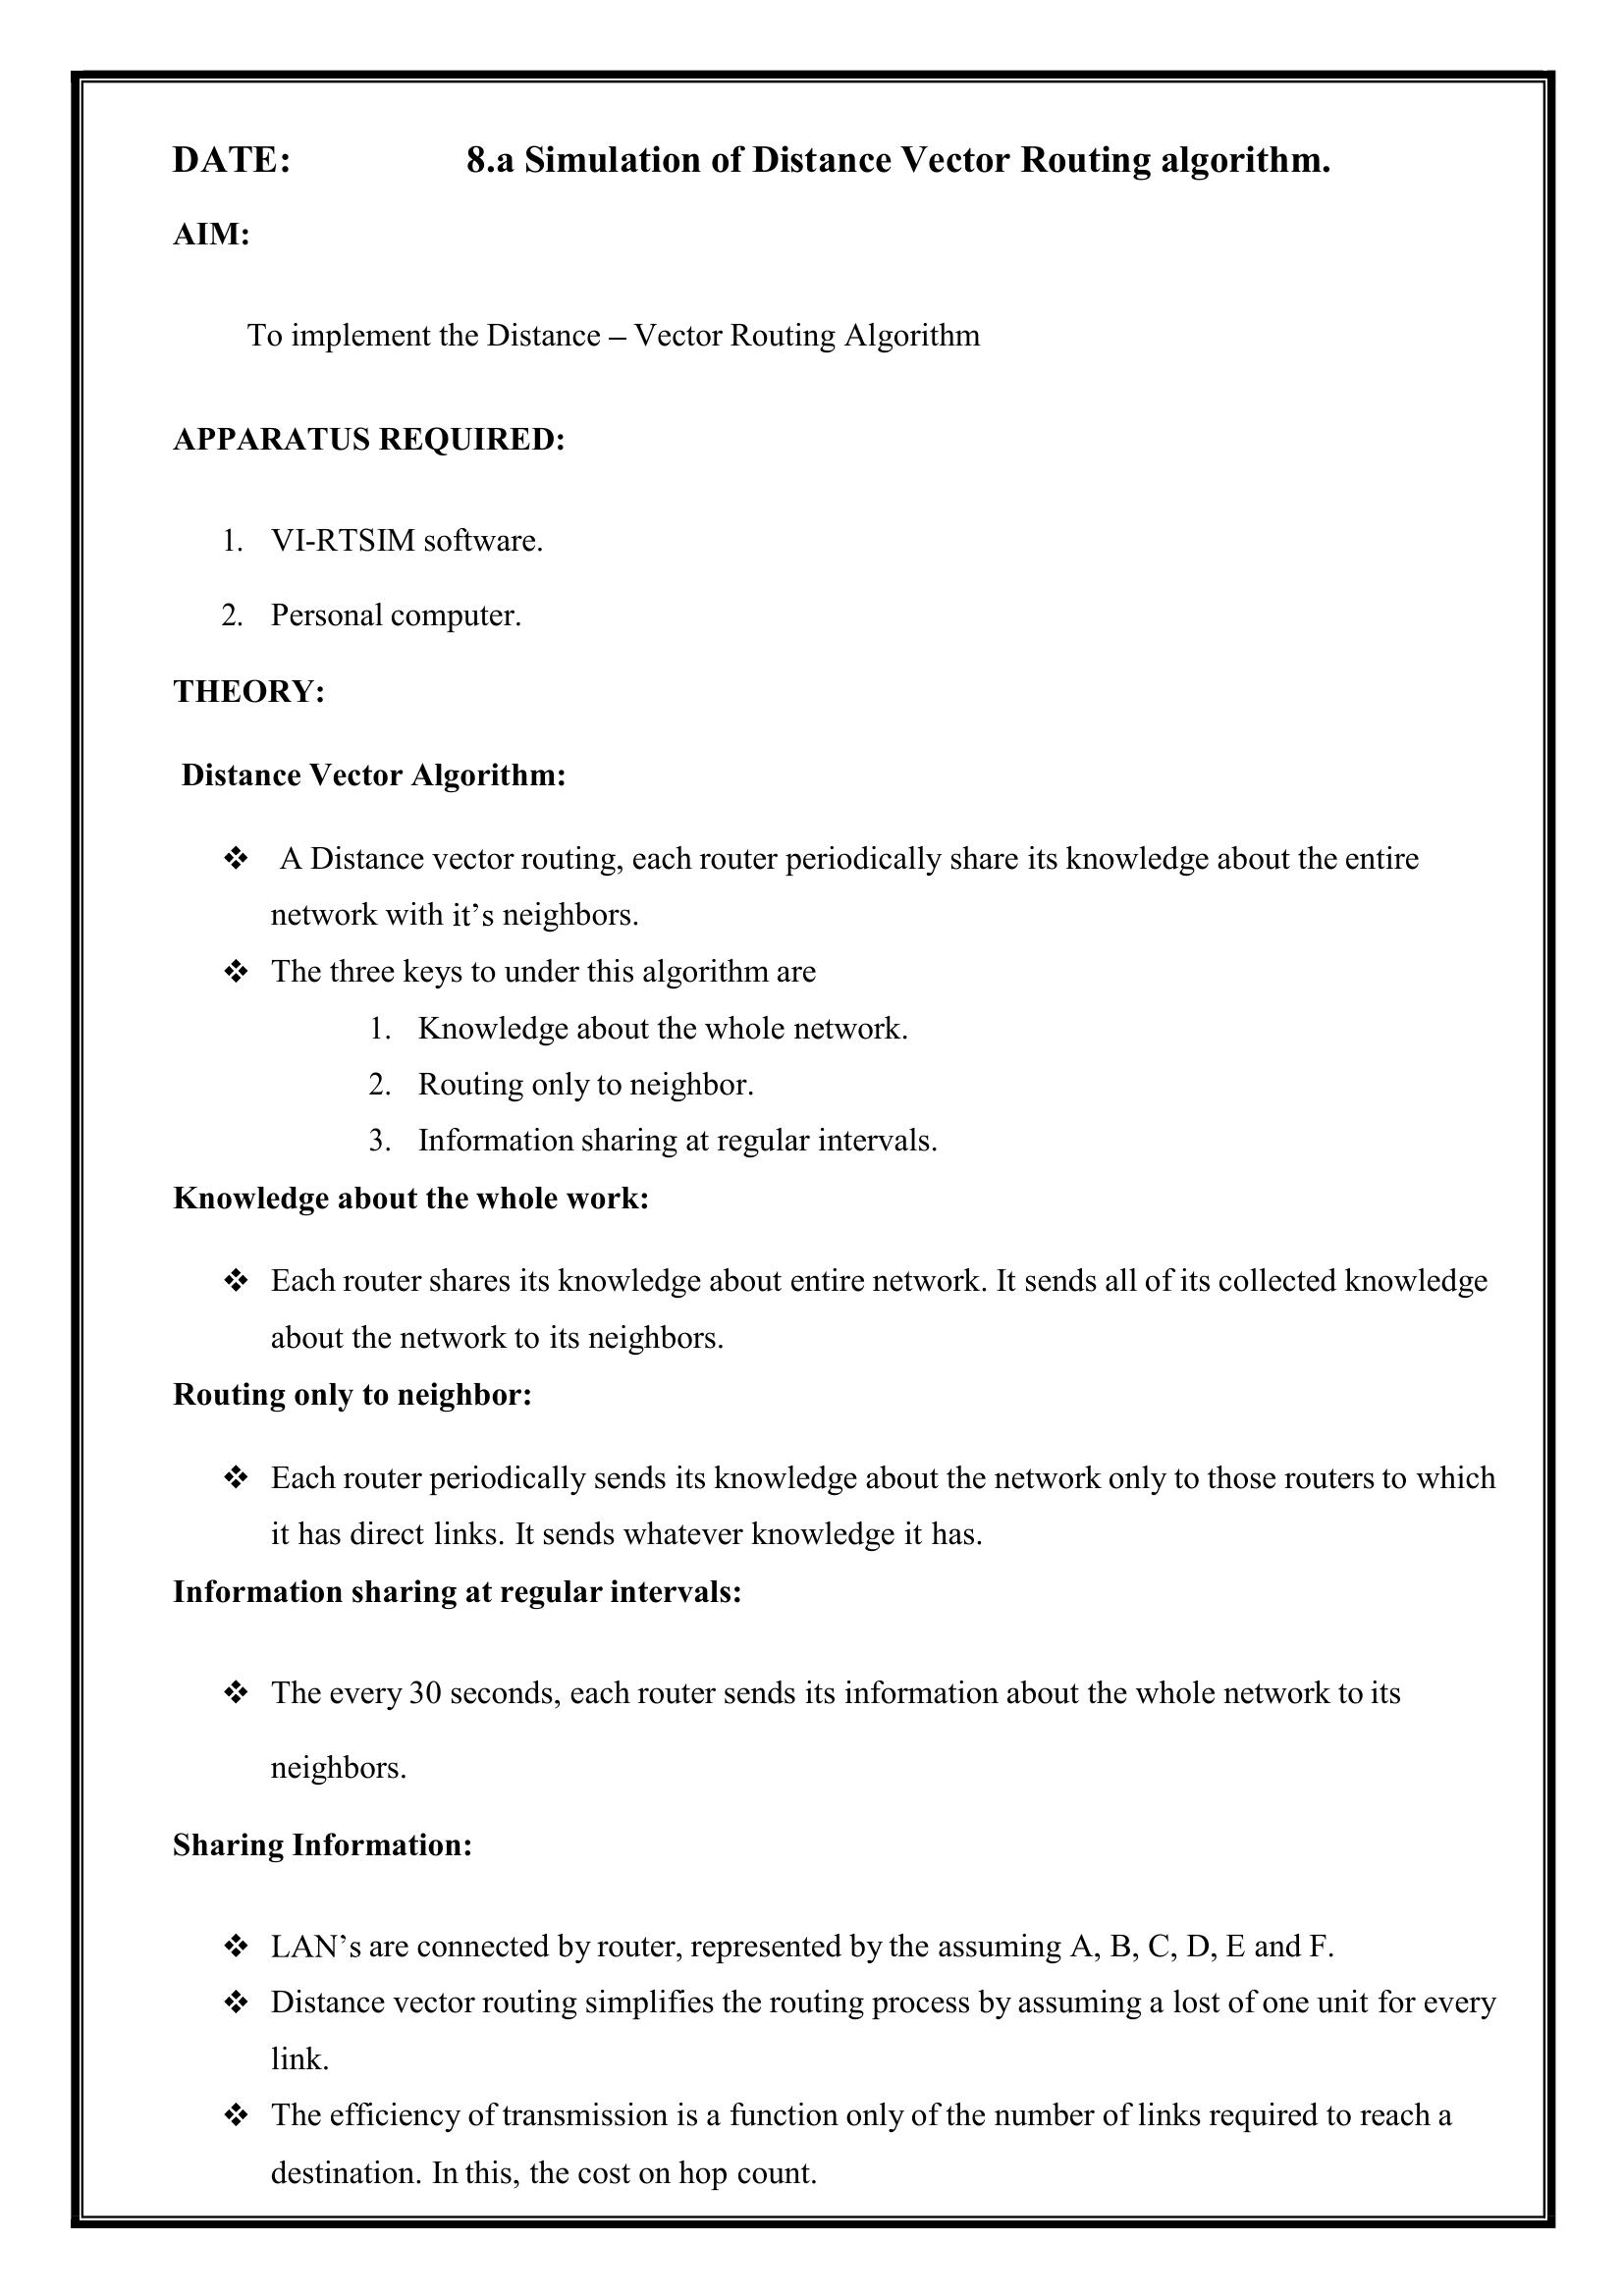 DATE: 8.a Simulation of Distance Vector Routing algorithm.
AIM:
To implement the Distance – Vector Routing Algorithm
APPARATUS REQUIRED:
1. VI-RTSIM software.
2. Personal computer.
THEORY:
Distance Vector Algorithm:
❖ A Distance vector routing, each router periodically share its knowledge about the entire
network with it’s neighbors.
❖ The three keys to under this algorithm are
1. Knowledge about the whole network.
2. Routing only to neighbor.
3. Information sharing at regular intervals.
Knowledge about the whole work:
❖ Each router shares its knowledge about entire network. It sends all of its collected knowledge
about the network to its neighbors.
Routing only to neighbor:
❖ Each router periodically sends its knowledge about the network only to those routers to which
it has direct links. It sends whatever knowledge it has.
Information sharing at regular intervals:
❖ The every 30 seconds, each router sends its information about the whole network to its
neighbors.
Sharing Information:
❖ LAN’s are connected by router, represented by the assuming A, B, C, D, E and F.
❖ Distance vector routing simplifies the routing process by assuming a lost of one unit for every
link.
❖ The efficiency of transmission is a function only of the number of links required to reach a
destination. In this, the cost on hop count.